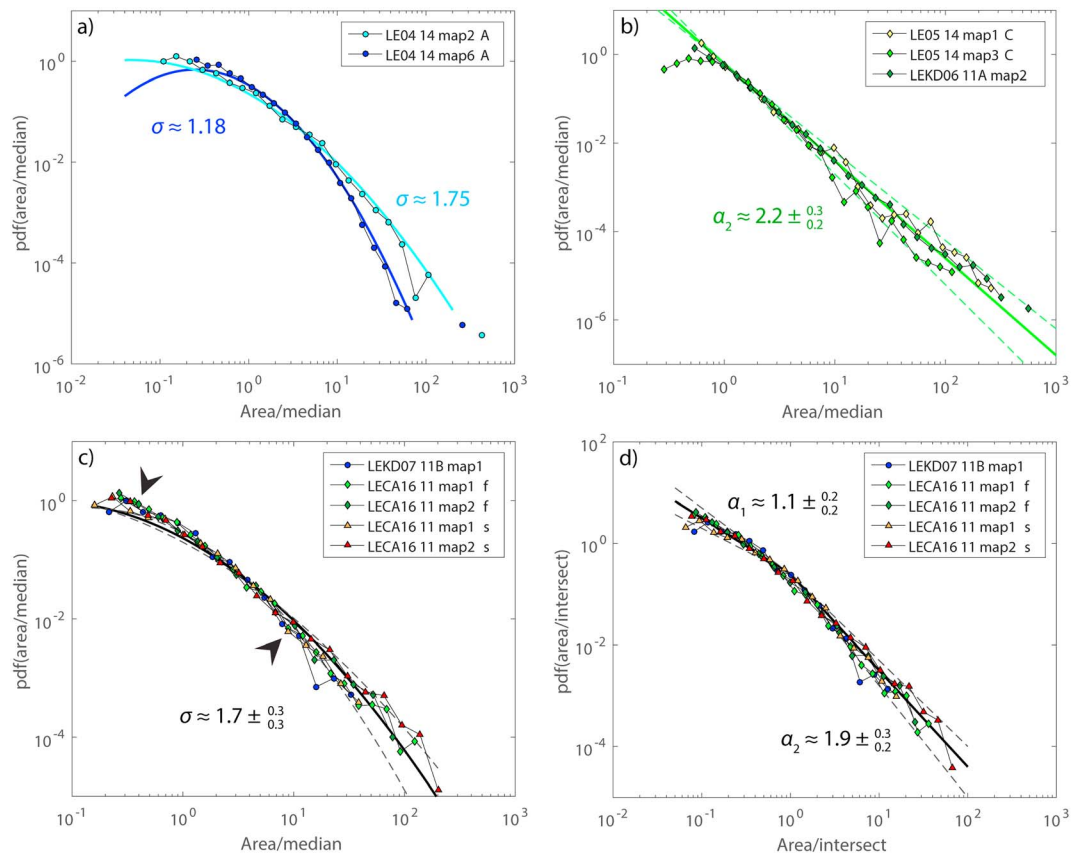 a)
LE04 14 map2 A
LE04 14 map6 A
10^0
10^-2
10^-4
10^-6
pdf(area/median)
σ ≈ 1.18
σ ≈ 1.75
10^-2 10^-1 10^0 10^1 10^2 10^3
Area/median
b)
LE05 14 map1 C
LE05 14 map3 C
LEKD06 11A map2
10^0
10^-2
10^-4
10^-6
pdf(area/median)
α2 ≈ 2.2 ± 0.3 0.2
10^-1 10^0 10^1 10^2 10^3
Area/median
c)
LEKD07 11B map1
LECA16 11 map1 f
LECA16 11 map2 f
LECA16 11 map1 s
LECA16 11 map2 s
10^0
10^-2
10^-4
pdf(area/median)
σ ≈ 1.7 ± 0.3 0.3
10^-1 10^0 10^1 10^2 10^3
Area/median
d)
LEKD07 11B map1
LECA16 11 map1 f
LECA16 11 map2 f
LECA16 11 map1 s
LECA16 11 map2 s
10^2
10^0
10^-2
10^-4
pdf(area/intersect)
α1 ≈ 1.1 ± 0.2 0.2
α2 ≈ 1.9 ± 0.3 0.2
10^-2 10^-1 10^0 10^1 10^2 10^3
Area/intersect